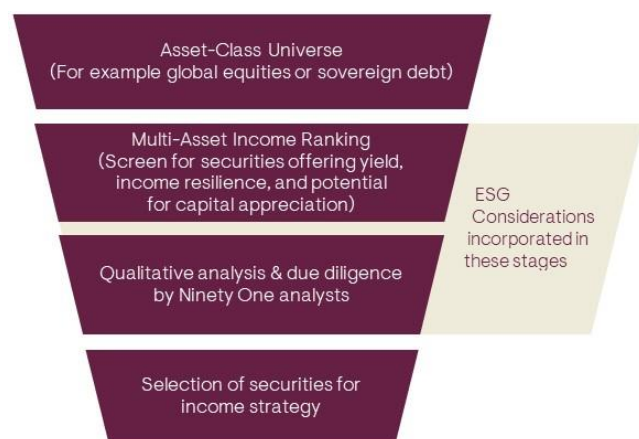 Asset-Class Universe
(For example global equities or sovereign debt)
Multi-Asset Income Ranking
(Screen for securities offering yield,
income resilience, and potential
for capital appreciation)
ESG
Considerations
incorporated in
these stages
Qualitative analysis & due diligence
by Ninety One analysts
Selection of securities for
income strategy